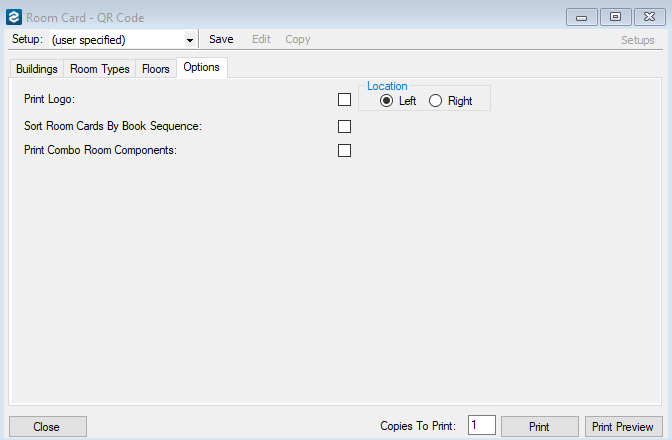 Room Card - QR Code
Setup: (user specified) Save Edit Copy Setups
Buildings Room Types Floors Options
Location
Print Logo: Left Right
Sort Room Cards By Book Sequence:
Print Combo Room Components:
Close Copies To Print: 1 Print Print Preview